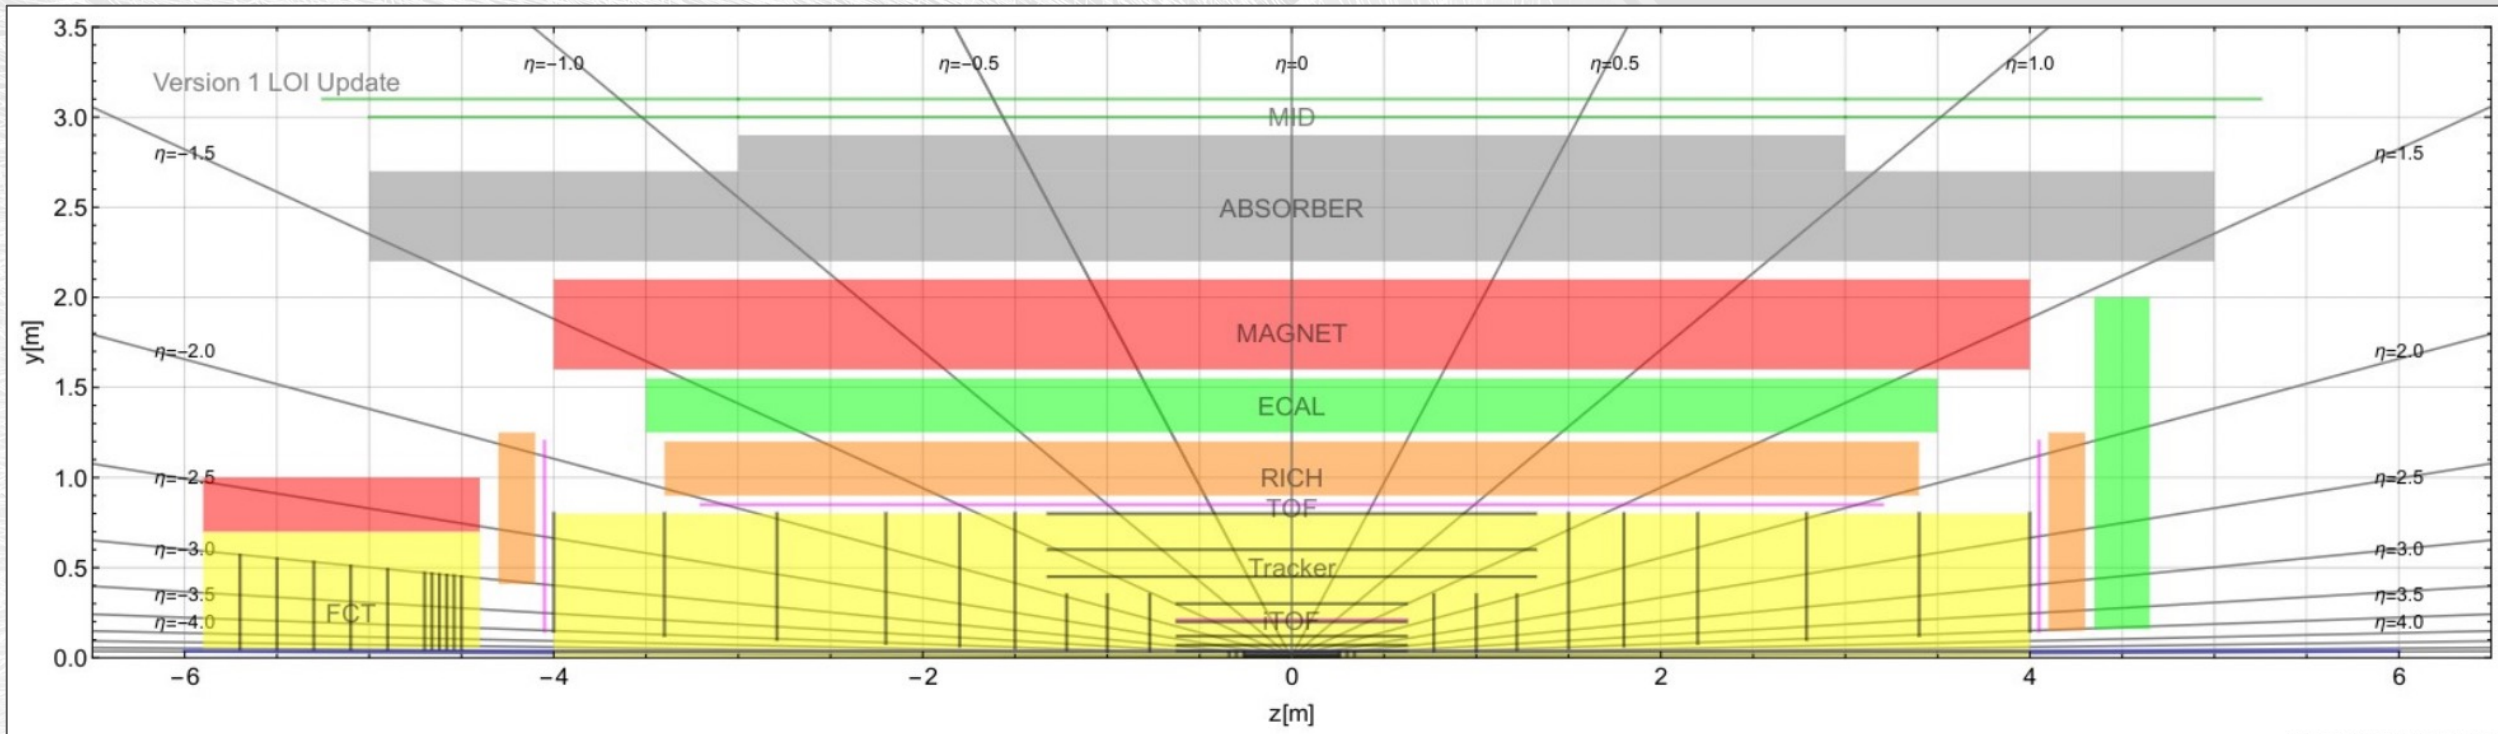 3.5
η=−1.0 η=−0.5 η=0 η=0.5 η=1.0
Version 1 LOI Update
3.0 MID
η=−1.5 η=1.5
2.5 ABSORBER
2.0
MAGNET
η=−2.0 η=2.0
y[m]
1.5
ECAL
1.0 η=−2.5 RICH η=2.5
TOF
η=−3.0 η=3.0
0.5 Tracker
η=−3.5 η=3.5
FCT TOF
η=−4.0 η=4.0
0.0
−6 −4 −2 0 2 4 6
z[m]